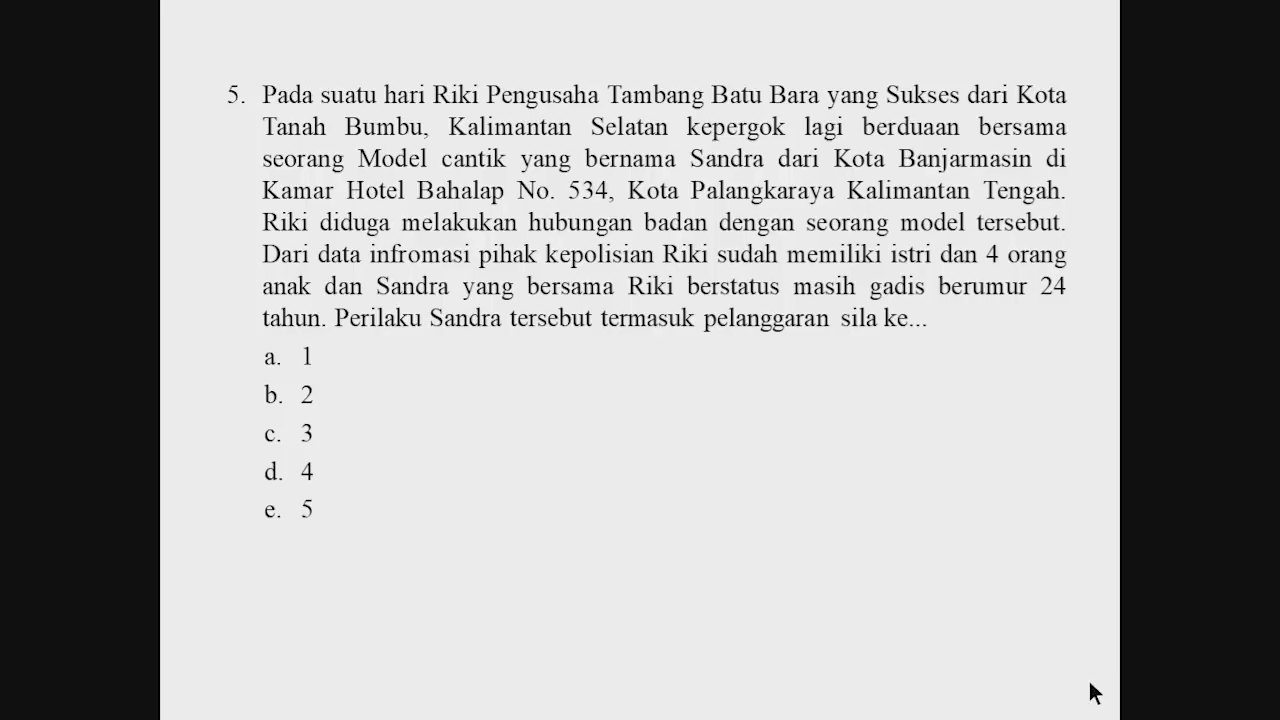 5. Pada suatu hari Riki Pengusaha Tambang Batu Bara yang Sukses dari Kota
Tanah Bumbu, Kalimantan Selatan kepergok lagi berduaan bersama
seorang Model cantik yang bernama Sandra dari Kota Banjarmasin di
Kamar Hotel Bahalap No. 534, Kota Palangkaraya Kalimantan Tengah.
Riki diduga melakukan hubungan badan dengan seorang model tersebut.
Dari data infromasi pihak kepolisian Riki sudah memiliki istri dan 4 orang
anak dan Sandra yang bersama Riki berstatus masih gadis berumur 24
tahun. Perilaku Sandra tersebut termasuk pelanggaran sila ke...
a. 1
b. 2
c. 3
d. 4
e. 5